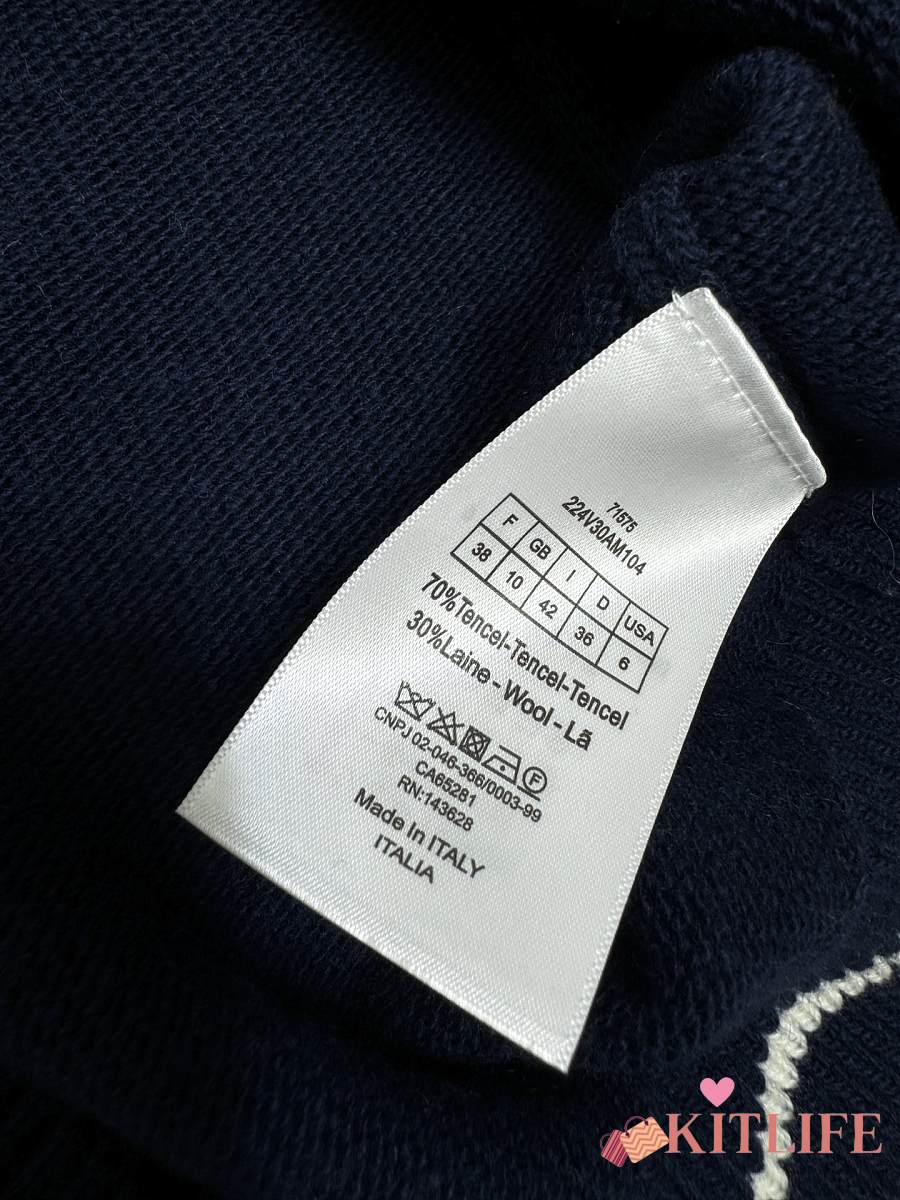 71575
224V30AM104
F GB I D USA
38 10 42 36 6
70%Tencel-Tencel-Tencel
30%Laine - Wool - Lã
F
CNPJ 02-046-366/0003-99
CA65281
RN:143628
Made In ITALY
ITALIA
KITLIFE